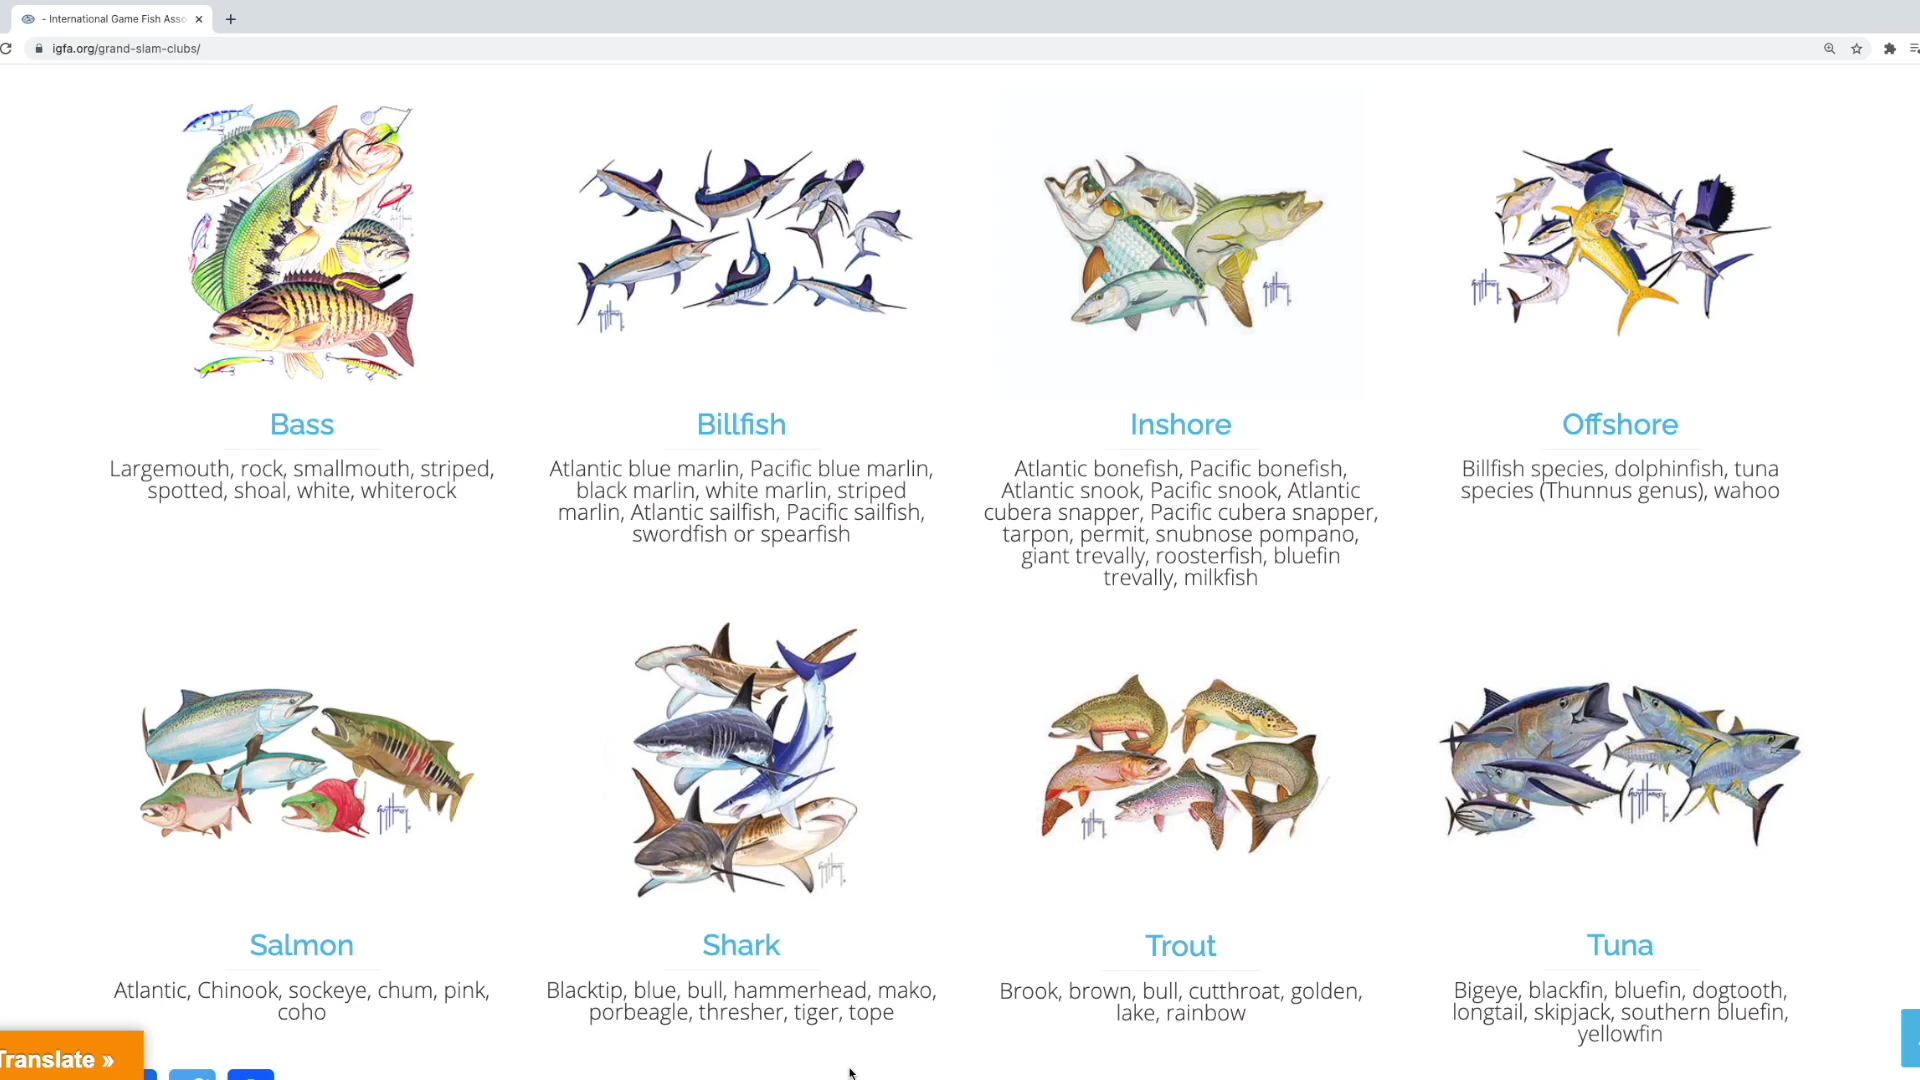 - International Game Fish Asso
igfa.org/grand-slam-clubs/
Bass
Largemouth, rock, smallmouth, striped,
spotted, shoal, white, whiterock
Billfish
Atlantic blue marlin, Pacific blue marlin,
black marlin, white marlin, striped
marlin, Atlantic sailfish, Pacific sailfish,
swordfish or spearfish
Inshore
Atlantic bonefish, Pacific bonefish,
Atlantic snook, Pacific snook, Atlantic
cubera snapper, Pacific cubera snapper,
tarpon, permit, snubnose pompano,
giant trevally, roosterfish, bluefin
trevally, milkfish
Offshore
Billfish species, dolphinfish, tuna
species (Thunnus genus), wahoo
Salmon
Atlantic, Chinook, sockeye, chum, pink,
coho
Shark
Blacktip, blue, bull, hammerhead, mako,
porbeagle, thresher, tiger, tope
Trout
Brook, brown, bull, cutthroat, golden,
lake, rainbow
Tuna
Bigeye, blackfin, bluefin, dogtooth,
longtail, skipjack, southern bluefin,
yellowfin
Translate »